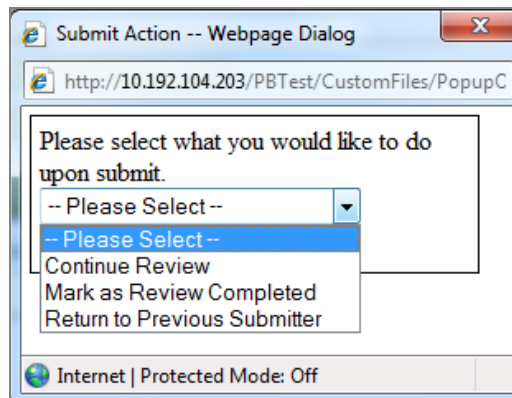 Submit Action -- Webpage Dialog
X
http://10.192.104.203/PBTest/CustomFiles/PopupC
Please select what you would like to do
upon submit.
-- Please Select --
-- Please Select --
Continue Review
Mark as Review Completed
Return to Previous Submitter
Internet | Protected Mode: Off